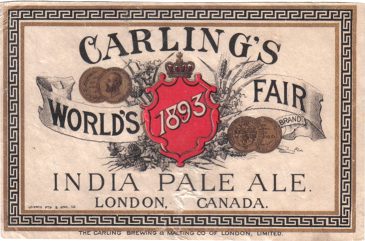 CARLING'S
WORLD'S
1893
FAIR
BRAND
INDIA PALE ALE.
LONDON, CANADA.
THE CARLING BREWING & MALTING CO OF LONDON, LIMITED.